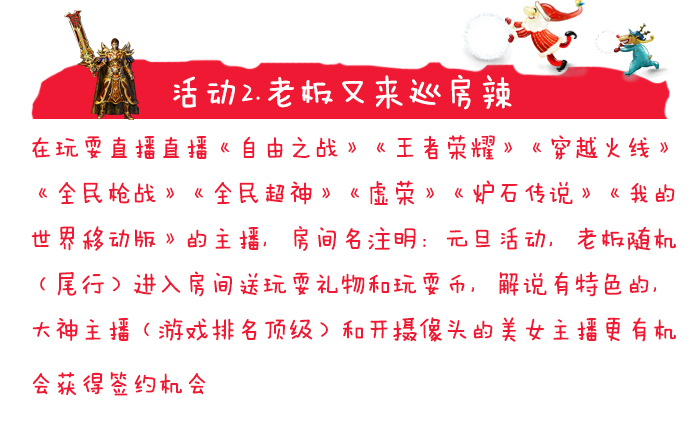 活动2.老板又来巡房辣
在玩耍直播直播《自由之战》《王者荣耀》《穿越火线》
《全民枪战》《全民超神》《虚荣》《炉石传说》《我的
世界移动版》的主播，房间名注明：元旦活动，老板随机
（尾行）进入房间送玩耍礼物和玩耍币，解说有特色的，
大神主播（游戏排名顶级）和开摄像头的美女主播更有机
会获得签约机会